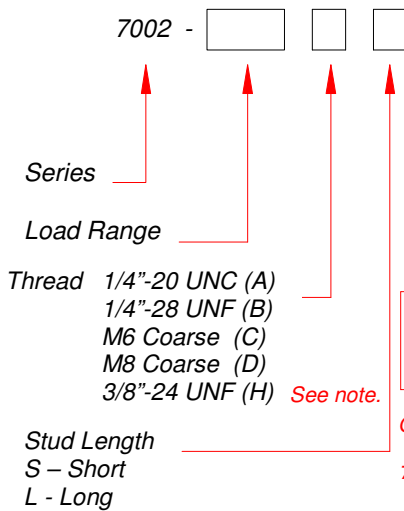 7002 -
Series
Load Range
Thread 1/4”-20 UNC (A)
1/4”-28 UNF (B)
M6 Coarse (C)
M8 Coarse (D)
3/8”-24 UNF (H) See note.
Stud Length
S – Short
L - Long